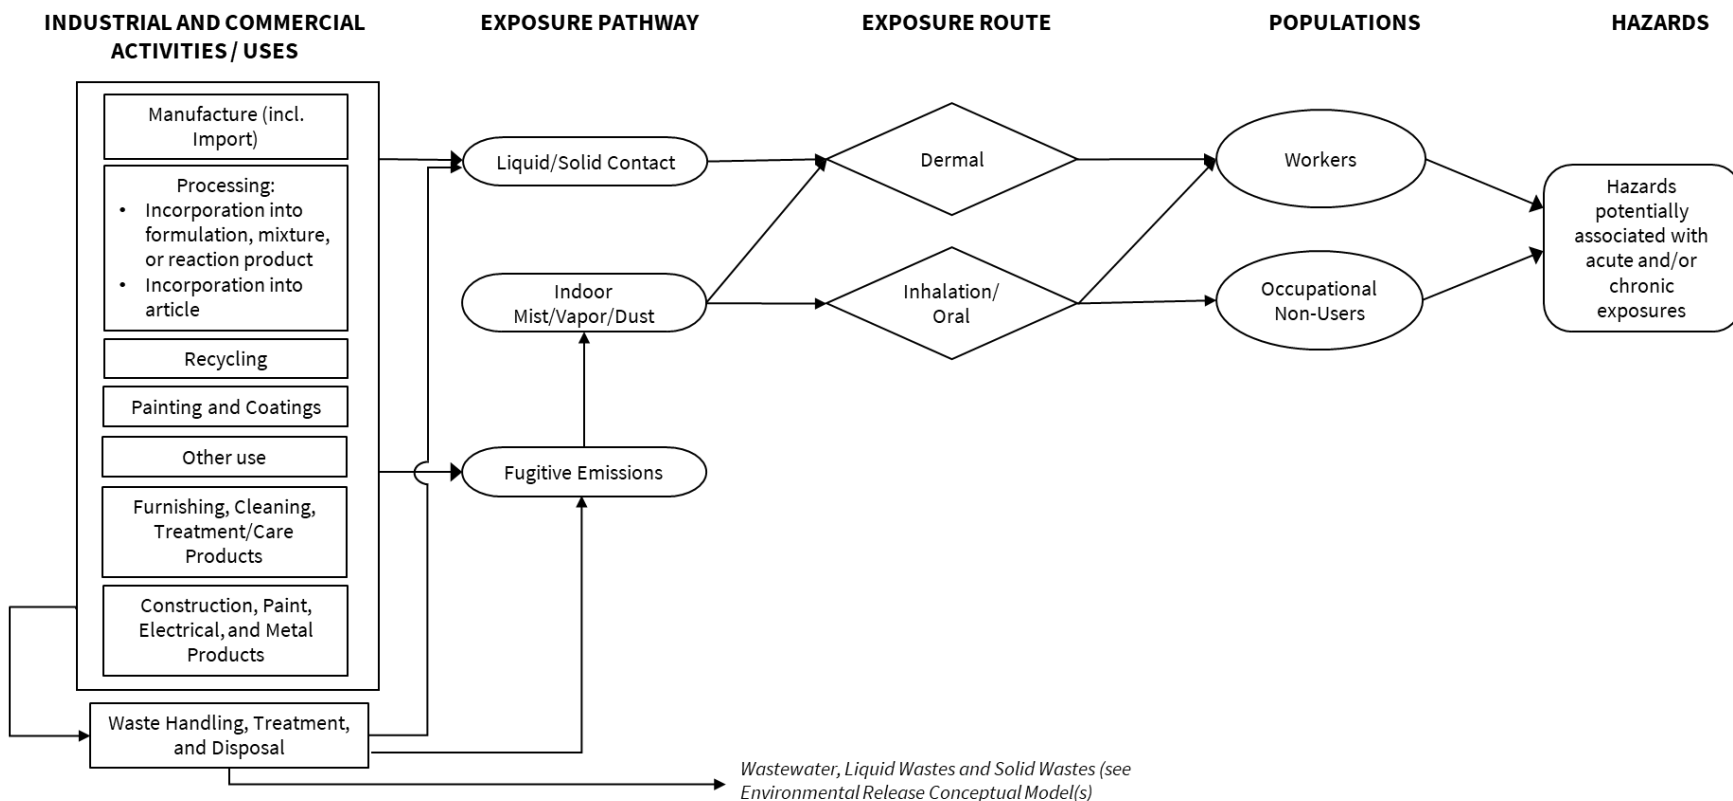 INDUSTRIAL AND COMMERCIAL
ACTIVITIES / USES
EXPOSURE PATHWAY
EXPOSURE ROUTE
POPULATIONS
HAZARDS
Manufacture (incl.
Import)
Processing:
• Incorporation into
formulation, mixture,
or reaction product
• Incorporation into
article
Recycling
Painting and Coatings
Other use
Furnishing, Cleaning,
Treatment/Care
Products
Construction, Paint,
Electrical, and Metal
Products
Waste Handling, Treatment,
and Disposal
Liquid/Solid Contact
Indoor
Mist/Vapor/Dust
Fugitive Emissions
Dermal
Inhalation/
Oral
Workers
Occupational
Non-Users
Hazards
potentially
associated with
acute and/or
chronic
exposures
Wastewater, Liquid Wastes and Solid Wastes (see
Environmental Release Conceptual Model(s)